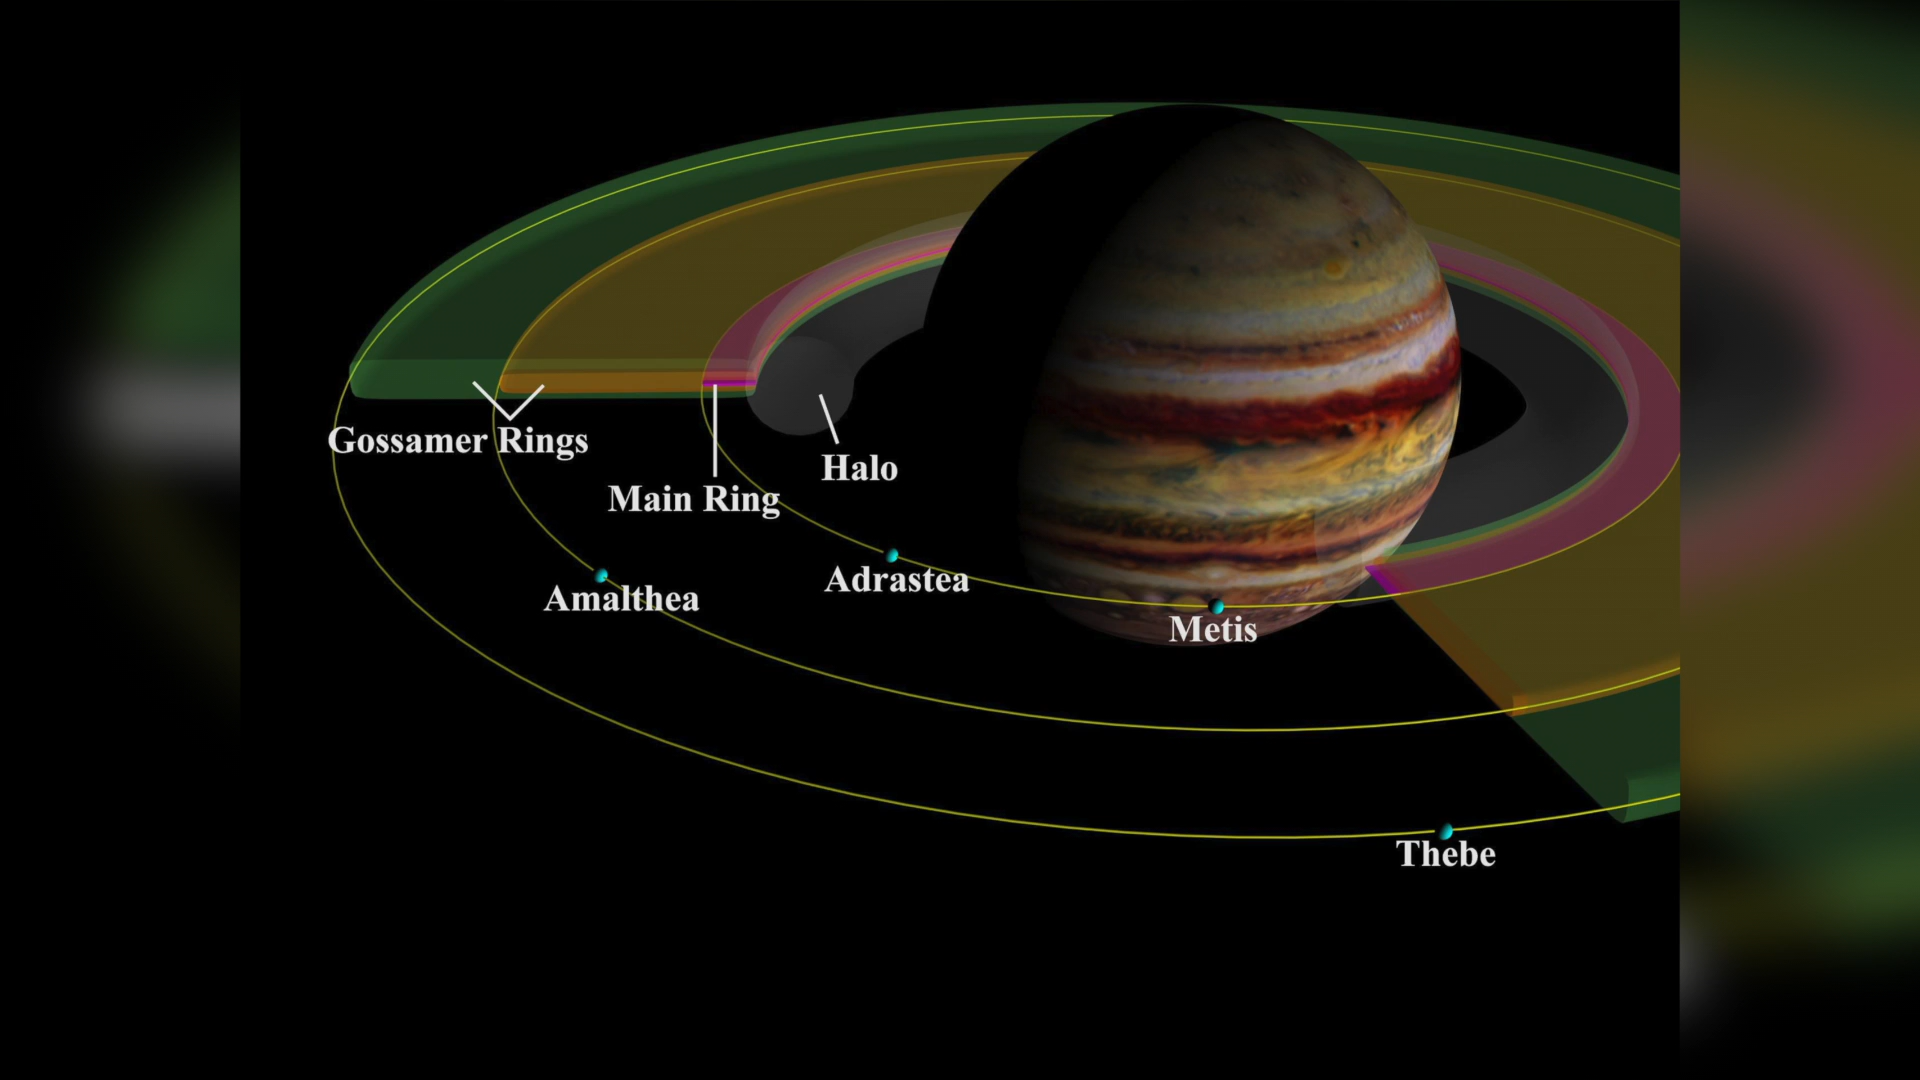 Gossamer Rings
Halo
Main Ring
Adrastea
Amalthea
Metis
Thebe